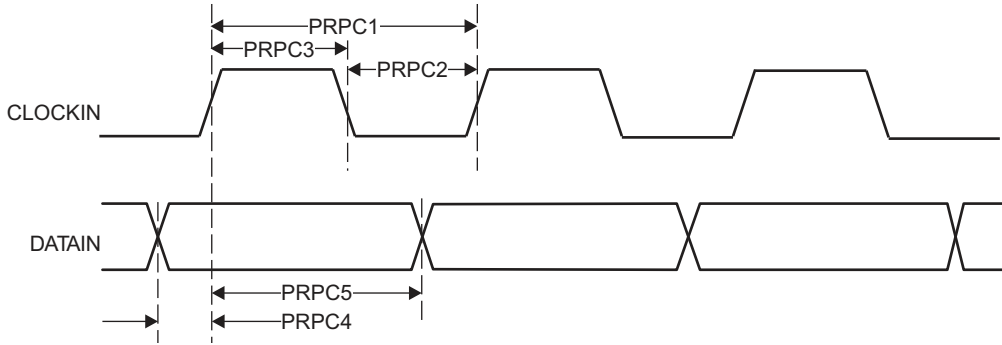 PRPC1
PRPC3
PRPC2
CLOCKIN
DATAIN
PRPC5
PRPC4